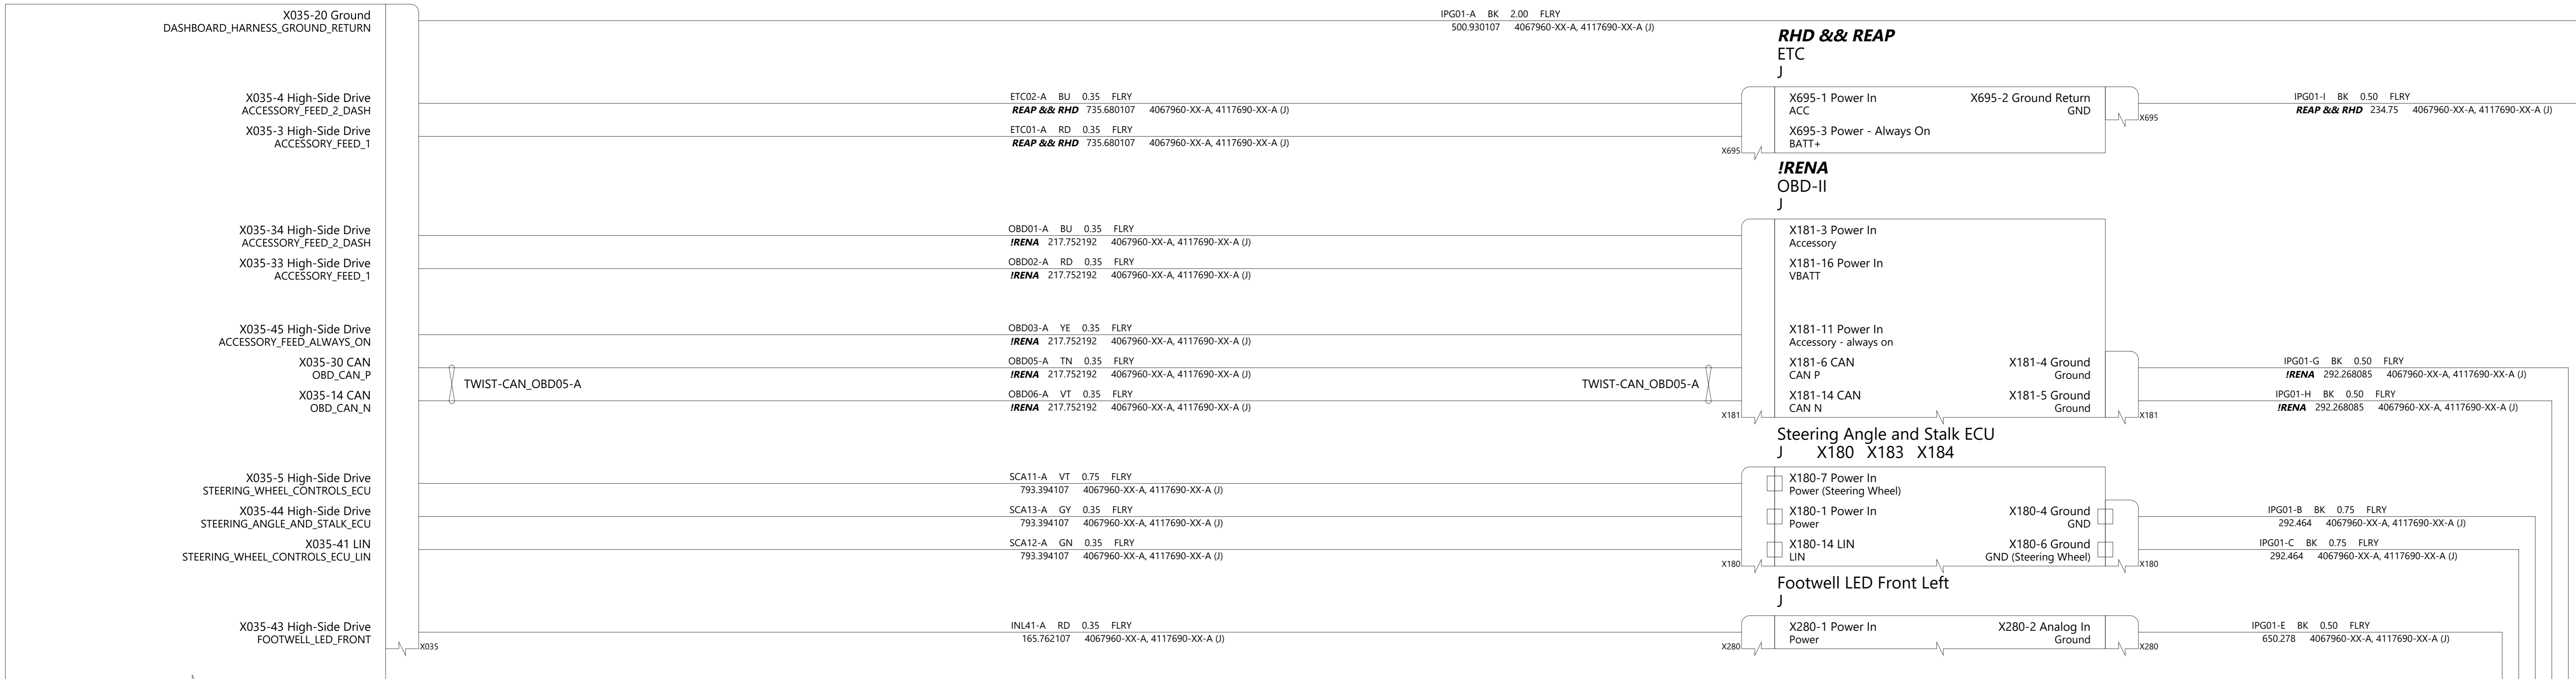 X035-20 Ground
DASHBOARD_HARNESS_GROUND_RETURN
IPG01-A BK 2.00 FLRY
500.930107 4067960-XX-A, 4117690-XX-A (J)
RHD && REAP
ETC
J
X035-4 High-Side Drive
ACCESSORY_FEED_2_DASH
ETC02-A BU 0.35 FLRY
REAP && RHD 735.680107 4067960-XX-A, 4117690-XX-A (J)
X035-3 High-Side Drive
ACCESSORY_FEED_1
ETC01-A RD 0.35 FLRY
REAP && RHD 735.680107 4067960-XX-A, 4117690-XX-A (J)
X695-1 Power In
ACC
X695-3 Power - Always On
BATT+
X695
X695-2 Ground Return
GND
X695
IPG01-I BK 0.50 FLRY
REAP && RHD 234.75 4067960-XX-A, 4117690-XX-A (J)
!RENA
OBD-II
J
X035-34 High-Side Drive
ACCESSORY_FEED_2_DASH
OBD01-A BU 0.35 FLRY
!RENA 217.752192 4067960-XX-A, 4117690-XX-A (J)
X181-3 Power In
Accessory
X035-33 High-Side Drive
ACCESSORY_FEED_1
OBD02-A RD 0.35 FLRY
!RENA 217.752192 4067960-XX-A, 4117690-XX-A (J)
X181-16 Power In
VBATT
X035-45 High-Side Drive
ACCESSORY_FEED_ALWAYS_ON
OBD03-A YE 0.35 FLRY
!RENA 217.752192 4067960-XX-A, 4117690-XX-A (J)
X181-11 Power In
Accessory - always on
X035-30 CAN
OBD_CAN_P
OBD05-A TN 0.35 FLRY
!RENA 217.752192 4067960-XX-A, 4117690-XX-A (J)
X181-6 CAN
CAN P
X181-4 Ground
Ground
IPG01-G BK 0.50 FLRY
!RENA 292.268085 4067960-XX-A, 4117690-XX-A (J)
TWIST-CAN_OBD05-A
TWIST-CAN_OBD05-A
X035-14 CAN
OBD_CAN_N
OBD06-A VT 0.35 FLRY
!RENA 217.752192 4067960-XX-A, 4117690-XX-A (J)
X181-14 CAN
CAN N
X181
X181-5 Ground
Ground
X181
IPG01-H BK 0.50 FLRY
!RENA 292.268085 4067960-XX-A, 4117690-XX-A (J)
Steering Angle and Stalk ECU
J X180 X183 X184
X035-5 High-Side Drive
STEERING_WHEEL_CONTROLS_ECU
SCA11-A VT 0.75 FLRY
793.394107 4067960-XX-A, 4117690-XX-A (J)
X180-7 Power In
Power (Steering Wheel)
X035-44 High-Side Drive
STEERING_ANGLE_AND_STALK_ECU
SCA13-A GY 0.35 FLRY
793.394107 4067960-XX-A, 4117690-XX-A (J)
X180-1 Power In
Power
X180-4 Ground
GND
IPG01-B BK 0.75 FLRY
292.464 4067960-XX-A, 4117690-XX-A (J)
X035-41 LIN
STEERING_WHEEL_CONTROLS_ECU_LIN
SCA12-A GN 0.35 FLRY
793.394107 4067960-XX-A, 4117690-XX-A (J)
X180-14 LIN
LIN
X180
X180-6 Ground
GND (Steering Wheel)
X180
IPG01-C BK 0.75 FLRY
292.464 4067960-XX-A, 4117690-XX-A (J)
Footwell LED Front Left
J
X035-43 High-Side Drive
FOOTWELL_LED_FRONT
X035
INL41-A RD 0.35 FLRY
165.762107 4067960-XX-A, 4117690-XX-A (J)
X280-1 Power In
Power
X280
X280-2 Analog In
Ground
X280
IPG01-E BK 0.50 FLRY
650.278 4067960-XX-A, 4117690-XX-A (J)